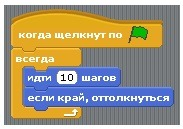 когда щелкнут по
всегда
идти 10 шагов
если край, оттолкнуться